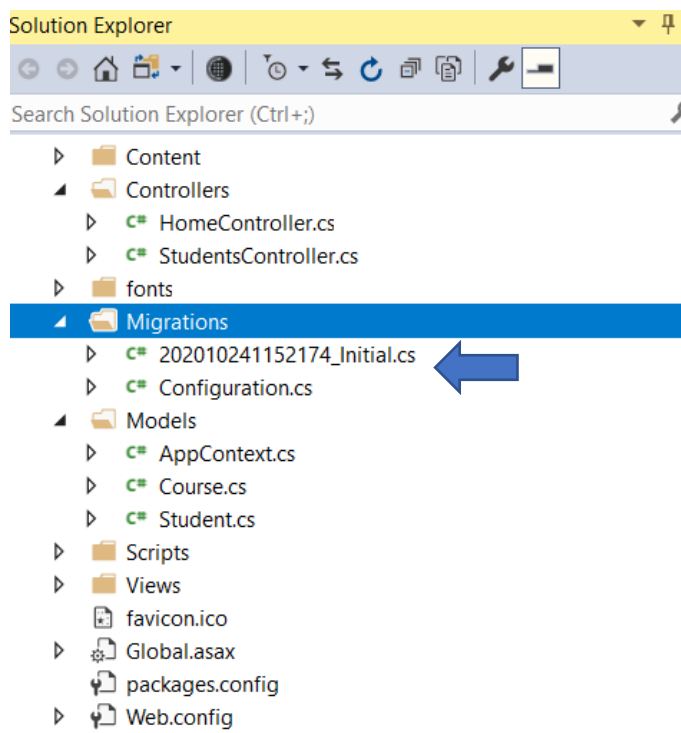 Solution Explorer
Search Solution Explorer (Ctrl+;)
Content
Controllers
C# HomeController.cs
C# StudentsController.cs
fonts
Migrations
C# 202010241152174_Initial.cs
C# Configuration.cs
Models
C# AppContext.cs
C# Course.cs
C# Student.cs
Scripts
Views
favicon.ico
Global.asax
packages.config
Web.config